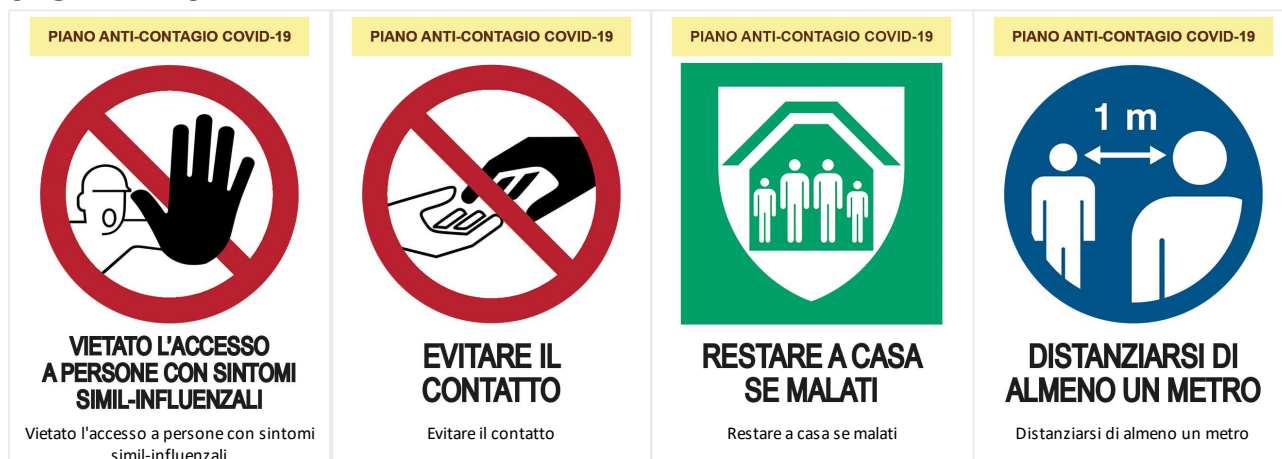 PIANO ANTI-CONTAGIO COVID-19
VIETATO L'ACCESSO
A PERSONE CON SINTOMI
SIMIL-INFLUENZALI
Vietato l'accesso a persone con sintomi
simil-influenzali
PIANO ANTI-CONTAGIO COVID-19
EVITARE IL
CONTATTO
Evitare il contatto
PIANO ANTI-CONTAGIO COVID-19
RESTARE A CASA
SE MALATI
Restare a casa se malati
PIANO ANTI-CONTAGIO COVID-19
1 m
DISTANZIARSI DI
ALMENO UN METRO
Distanziarsi di almeno un metro